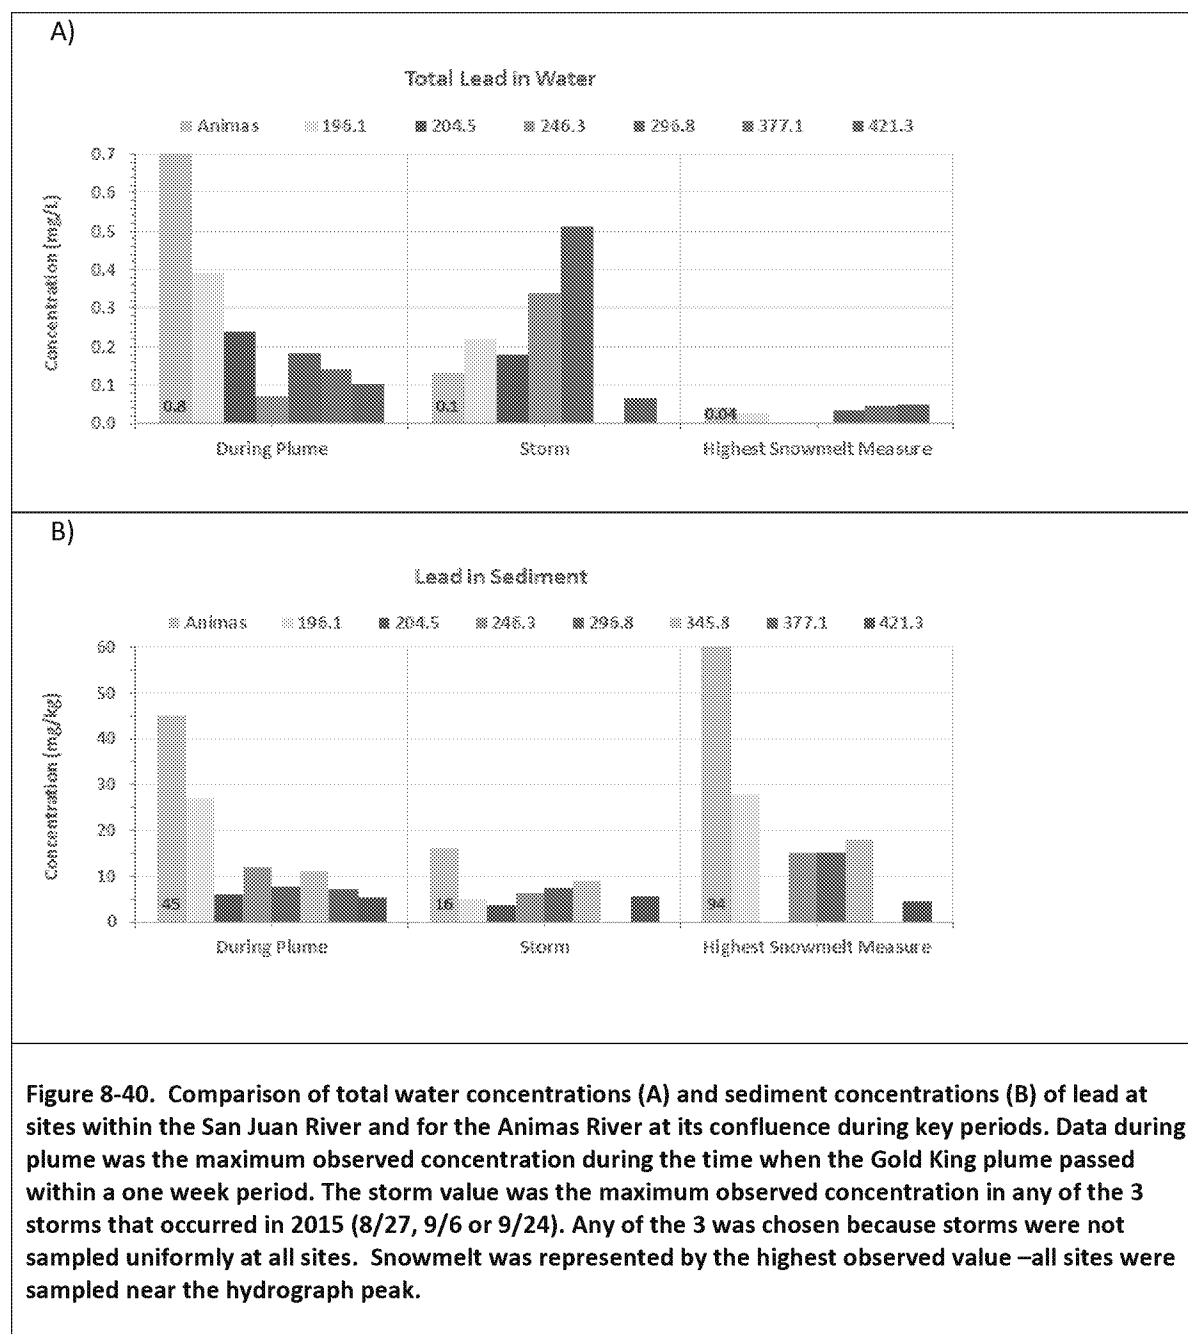 A)
Total Lead in Water
Animas 196.1 204.5 246.3 296.8 377.1 421.3
0.7
0.6
0.5
0.4
0.3
0.2
0.1
0.0
Concentration (mg/L)
0.8 0.1 0.04
During Plume Storm Highest Snowmelt Measure
B)
Lead in Sediment
Animas 196.1 204.5 246.3 296.8 345.8 377.1 421.3
60
50
40
30
20
10
0
Concentration (mg/kg)
45 16 94
During Plume Storm Highest Snowmelt Measure
Figure 8-40. Comparison of total water concentrations (A) and sediment concentrations (B) of lead at
sites within the San Juan River and for the Animas River at its confluence during key periods. Data during
plume was the maximum observed concentration during the time when the Gold King plume passed
within a one week period. The storm value was the maximum observed concentration in any of the 3
storms that occurred in 2015 (8/27, 9/6 or 9/24). Any of the 3 was chosen because storms were not
sampled uniformly at all sites. Snowmelt was represented by the highest observed value –all sites were
sampled near the hydrograph peak.